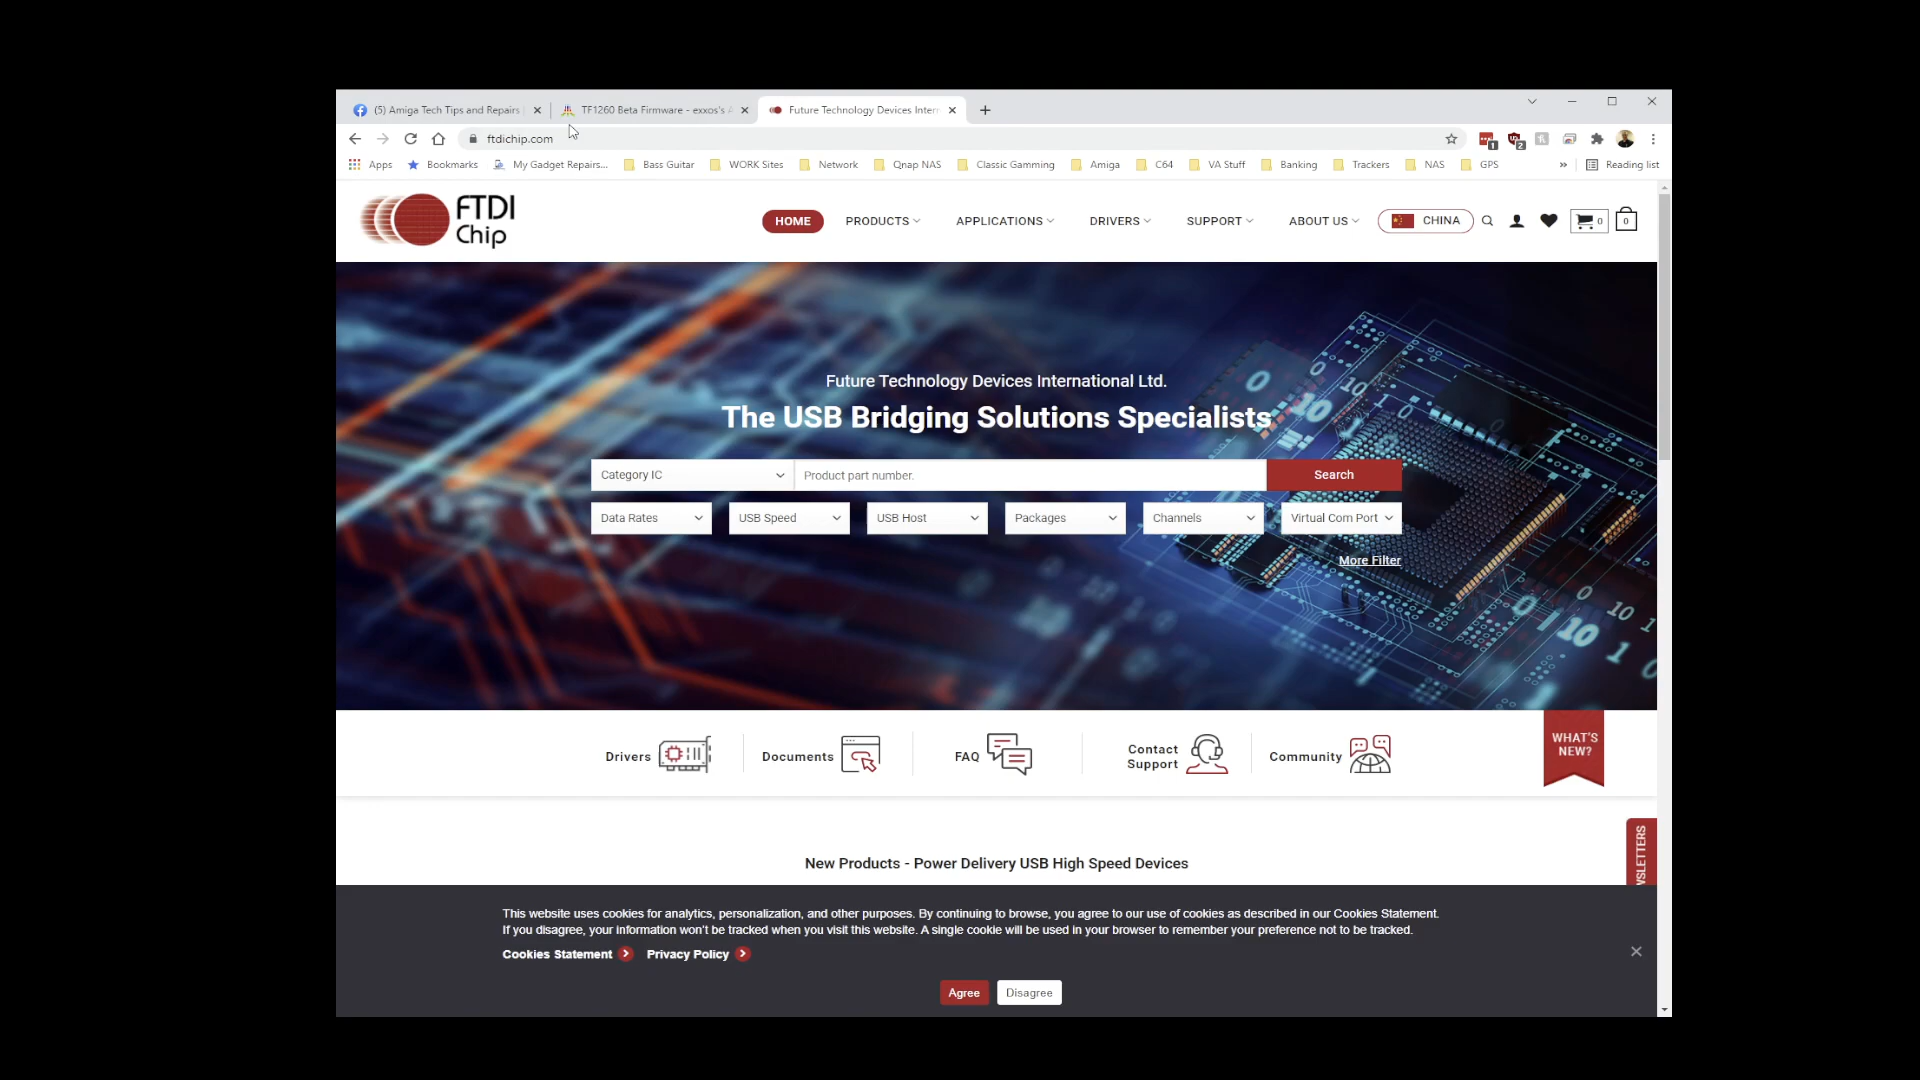 (5) Amiga Tech Tips and Repairs
TF1260 Beta Firmware - exxos's A
Future Technology Devices Intern
ftdichip.com
1
2
Apps
Bookmarks
My Gadget Repairs...
Bass Guitar
WORK Sites
Network
Qnap NAS
Classic Gamming
Amiga
C64
VA Stuff
Banking
Trackers
NAS
GPS
»
Reading list
FTDI
Chip
HOME
PRODUCTS
APPLICATIONS
DRIVERS
SUPPORT
ABOUT US
CHINA
0
0
Future Technology Devices International Ltd.
The USB Bridging Solutions Specialists
Category IC
Product part number.
Search
Data Rates
USB Speed
USB Host
Packages
Channels
Virtual Com Port
More Filter
Drivers
Documents
FAQ
Contact
Support
Community
WHAT'S
NEW?
New Products - Power Delivery USB High Speed Devices
This website uses cookies for analytics, personalization, and other purposes. By continuing to browse, you agree to our use of cookies as described in our Cookies Statement.
If you disagree, your information won't be tracked when you visit this website. A single cookie will be used in your browser to remember your preference not to be tracked.
Cookies Statement
Privacy Policy
Agree
Disagree